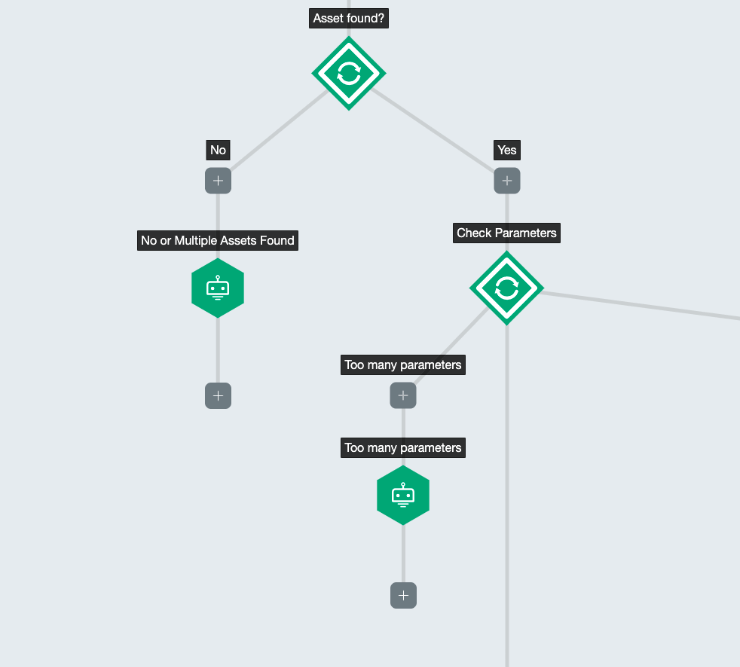 Asset found?
No
Yes
No or Multiple Assets Found
Check Parameters
Too many parameters
Too many parameters